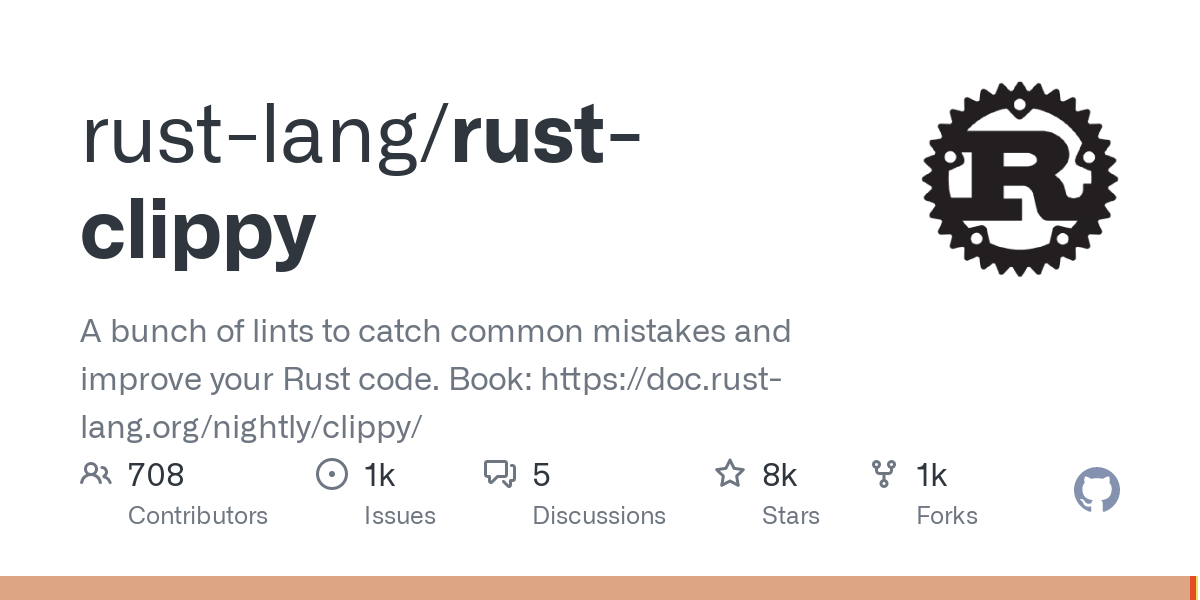 rust-lang/rust-
clippy
A bunch of lints to catch common mistakes and
improve your Rust code. Book: https://doc.rust-
lang.org/nightly/clippy/
708 1k 5 8k 1k
Contributors Issues Discussions Stars Forks
R